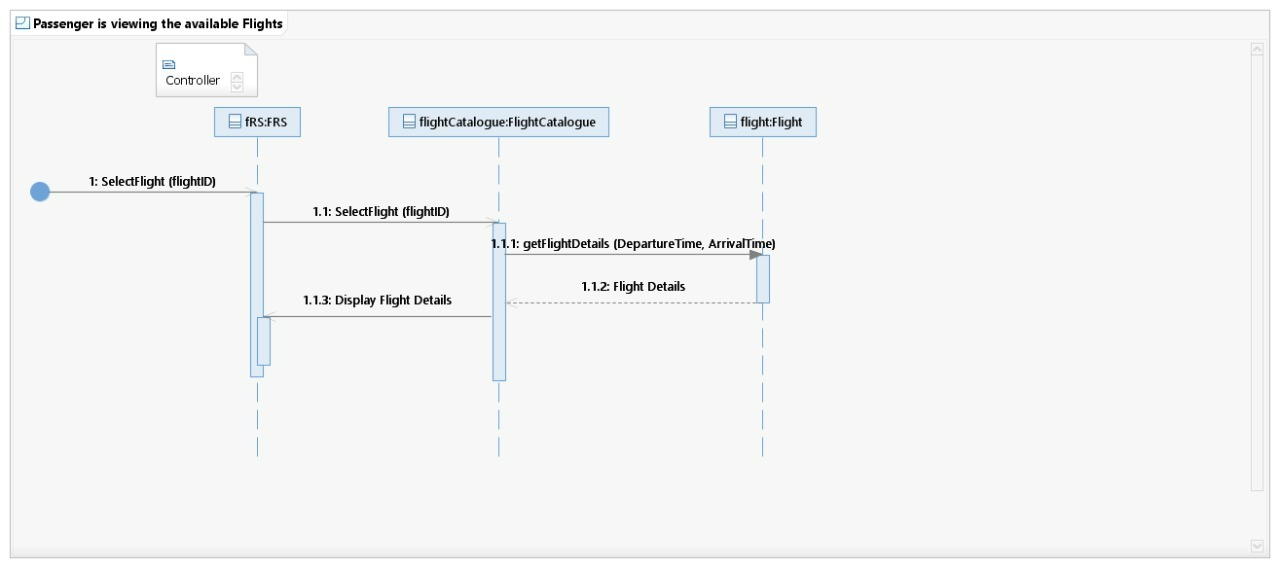 Passenger is viewing the available Flights
Controller
fRS:FRS
flightCatalogue:FlightCatalogue
flight:Flight
1: SelectFlight (flightID)
1.1: SelectFlight (flightID)
1.1.1: getFlightDetails (DepartureTime, ArrivalTime)
1.1.2: Flight Details
1.1.3: Display Flight Details